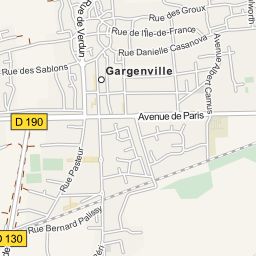 Rue des Groux
Rue de Île-de-France
Rue Danielle Casanova
Rue de Verdun
Rue des Sablons
Gargenville
Avenue Albert Camus
D 190
Avenue de Paris
Rue Pasteur
Rue Bernard Palissy
D 130